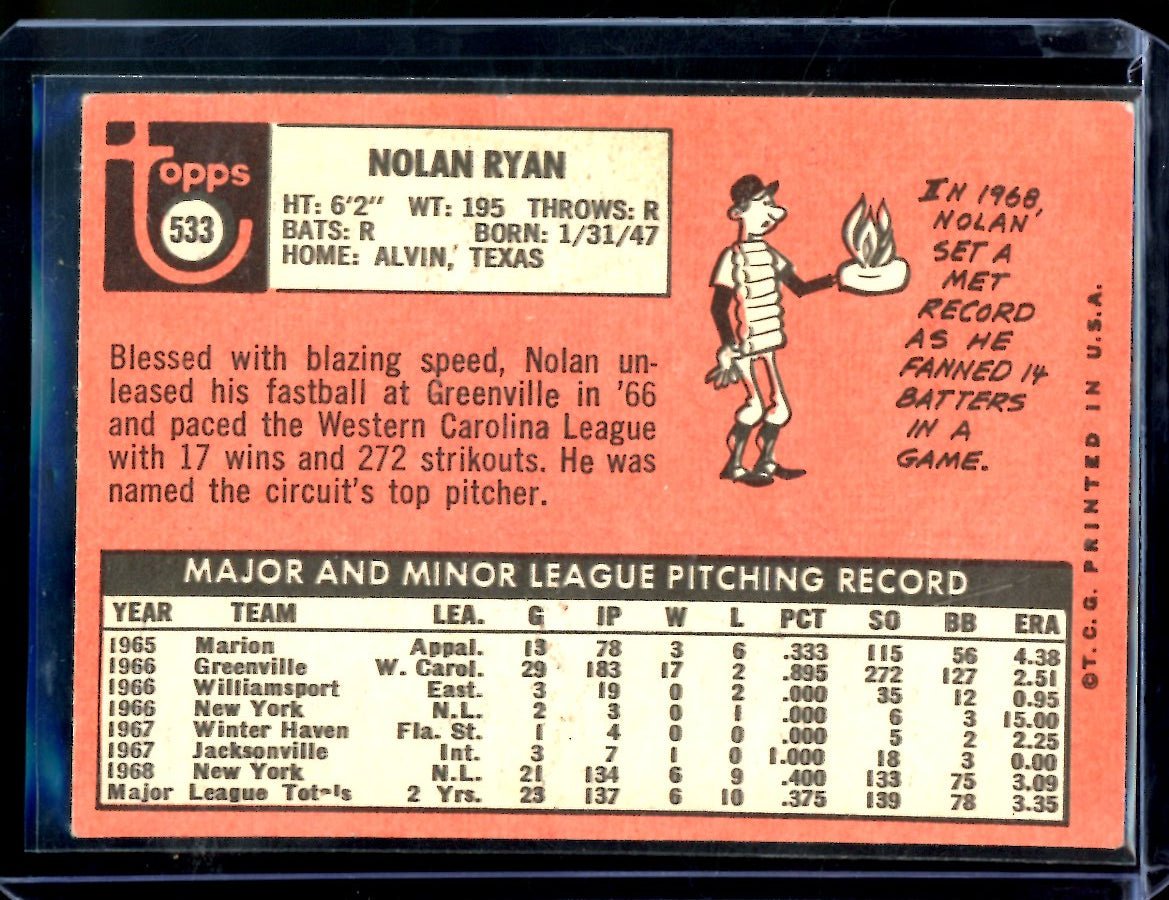 Topps
533
NOLAN RYAN
HT: 6'2" WT: 195 THROWS: R
BATS: R BORN: 1/31/47
HOME: ALVIN, TEXAS
IN 1968,
NOLAN
SET A
MET
RECORD
AS HE
FANNED 14
BATTERS
IN A
GAME.
Blessed with blazing speed, Nolan un-
leased his fastball at Greenville in '66
and paced the Western Carolina League
with 17 wins and 272 strikouts. He was
named the circuit's top pitcher.
MAJOR AND MINOR LEAGUE PITCHING RECORD
YEAR TEAM LEA. G IP W L PCT SO BB ERA
1965 Marion Appal. 13 78 3 6 .333 115 56 4.38
1966 Greenville W. Carol. 29 183 17 2 .895 272 127 2.51
1966 Williamsport East. 3 19 0 2 .000 35 12 0.95
1966 New York N.L. 2 3 0 1 .000 6 3 15.00
1967 Winter Haven Fla. St. 1 4 0 0 .000 5 2 2.25
1967 Jacksonville Int. 3 7 1 0 1.000 18 3 0.00
1968 New York N.L. 21 134 6 9 .400 133 75 3.09
Major League Totals 2 Yrs. 23 137 6 10 .375 139 78 3.35
©T.C.G. PRINTED IN U.S.A.